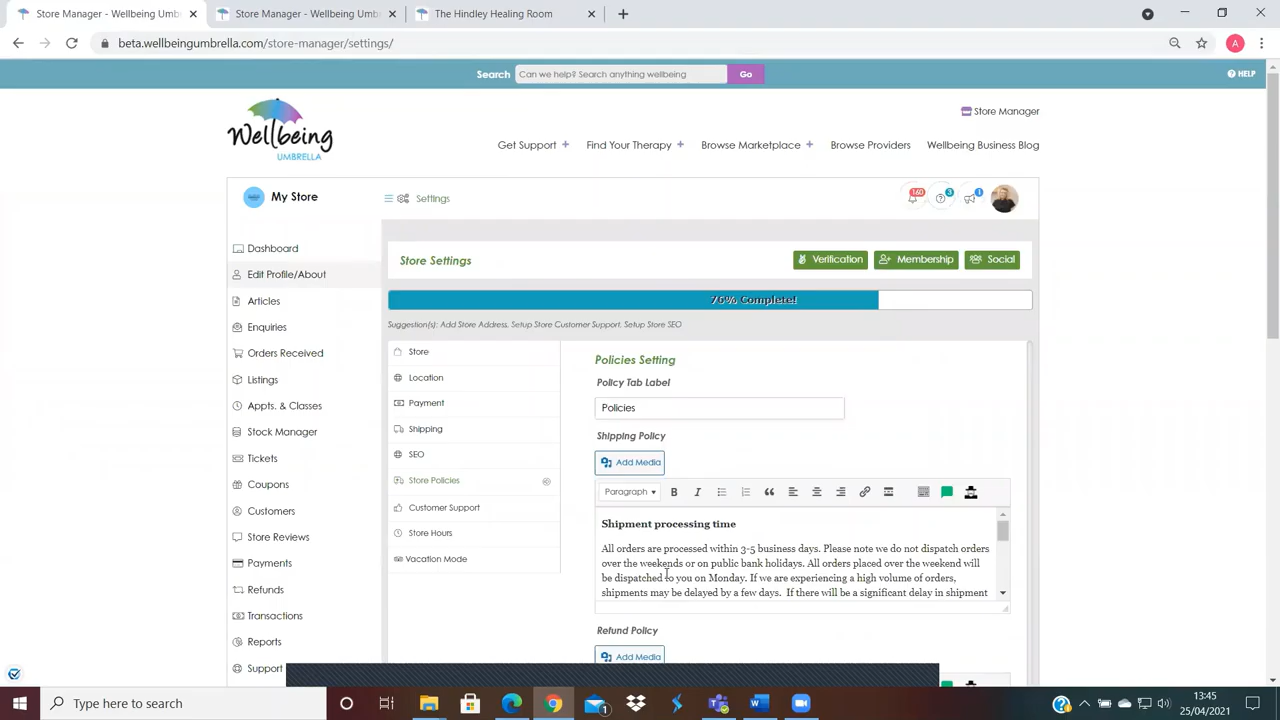 Store Manager - Wellbeing Um
Store Manager - Wellbeing Umbre
The Hindley Healing Room
beta.wellbeingumbrella.com/store-manager/settings/
A
Search
Can we help? Search anything wellbeing
Go
HELP
Wellbeing
UMBRELLA
Store Manager
Get Support +
Find Your Therapy +
Browse Marketplace +
Browse Providers
Wellbeing Business Blog
My Store
Settings
160
3
1
Dashboard
Edit Profile/About
Articles
Enquiries
Orders Received
Listings
Appts. & Classes
Stock Manager
Tickets
Coupons
Customers
Store Reviews
Payments
Refunds
Transactions
Reports
Support
Store Settings
Verification
Membership
Social
76% Complete!
Suggestion(s): Add Store Address, Setup Store Customer Support, Setup Store SEO
Store
Location
Payment
Shipping
SEO
Store Policies
Customer Support
Store Hours
Vacation Mode
Policies Setting
Policy Tab Label
Policies
Shipping Policy
Add Media
Paragraph
B I
Shipment processing time
All orders are processed within 3-5 business days. Please note we do not dispatch orders
over the weekends or on public bank holidays. All orders placed over the weekend will
be dispatched to you on Monday. If we are experiencing a high volume of orders,
shipments may be delayed by a few days. If there will be a significant delay in shipment
Refund Policy
Add Media
Type here to search
1
13:45
25/04/2021